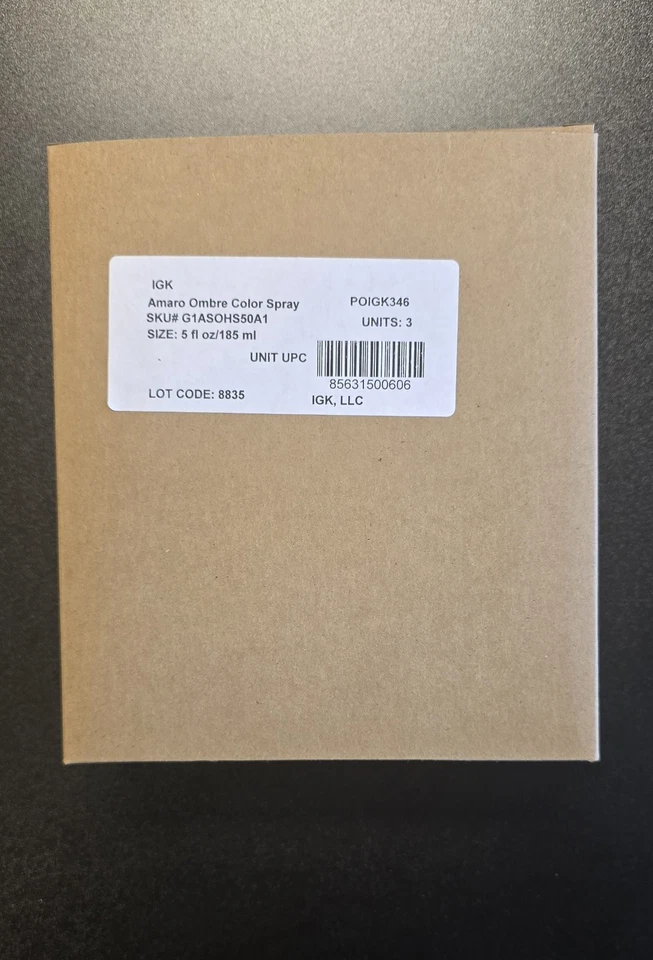 IGK
Amaro Ombre Color Spray
POIGK346
SKU# G1ASOHS50A1
UNITS: 3
SIZE: 5 fl oz/185 ml
UNIT UPC
85631500606
LOT CODE: 8835
IGK, LLC